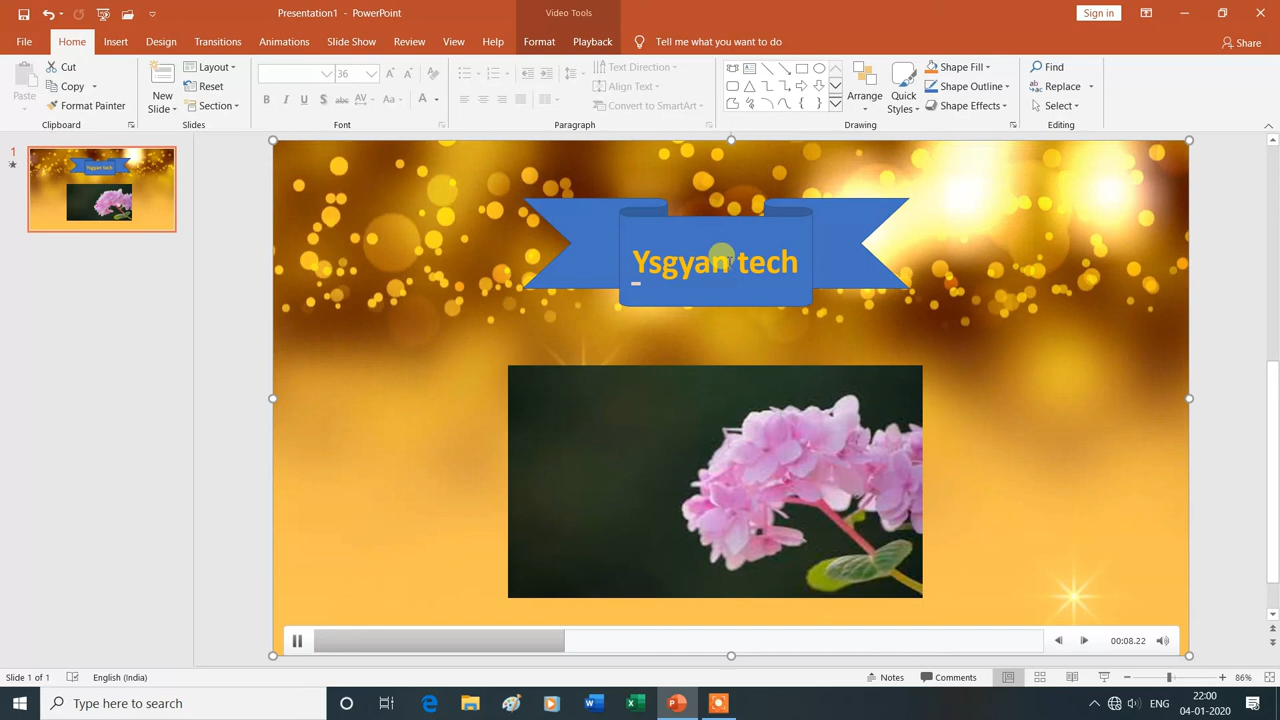 Presentation1 - PowerPoint
Video Tools
Sign in
File
Home
Insert
Design
Transitions
Animations
Slide Show
Review
View
Help
Format
Playback
Tell me what you want to do
Share
Paste
Cut
Copy
Format Painter
Clipboard
New Slide
Layout
Reset
Section
Slides
36
Font
Text Direction
Align Text
Convert to SmartArt
Paragraph
Arrange
Quick Styles
Shape Fill
Shape Outline
Shape Effects
Drawing
Find
Replace
Select
Editing
1
Ysgyan tech
Ysgyan tech
00:08.22
Slide 1 of 1
English (India)
Notes
Comments
86%
Type here to search
ENG
22:00
04-01-2020